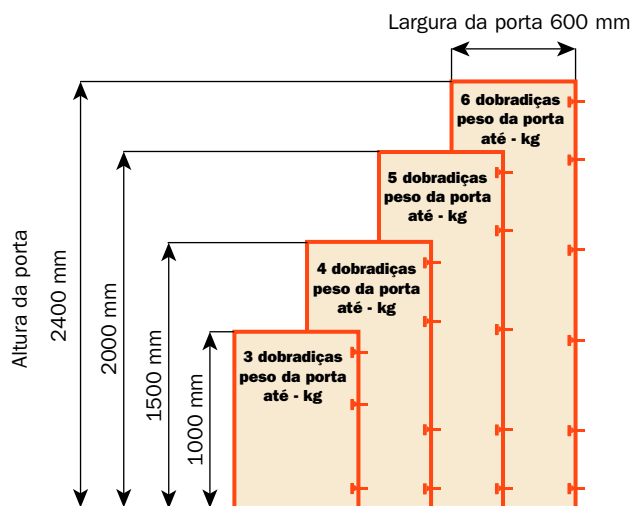 Largura da porta 600 mm
6 dobradiças
peso da porta
até - kg
5 dobradiças
peso da porta
até - kg
4 dobradiças
peso da porta
até - kg
3 dobradiças
peso da porta
até - kg
Altura da porta
2400 mm
2000 mm
1500 mm
1000 mm